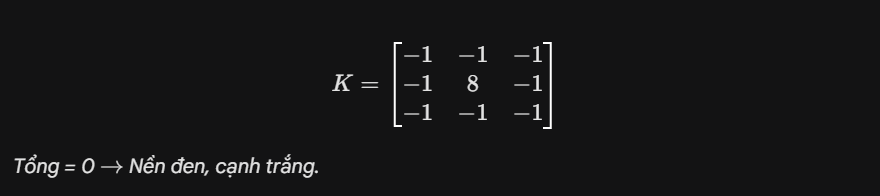 K = [−1 −1 −1
−1 8 −1
−1 −1 −1]
Tổng = 0 → Nền đen, cạnh trắng.